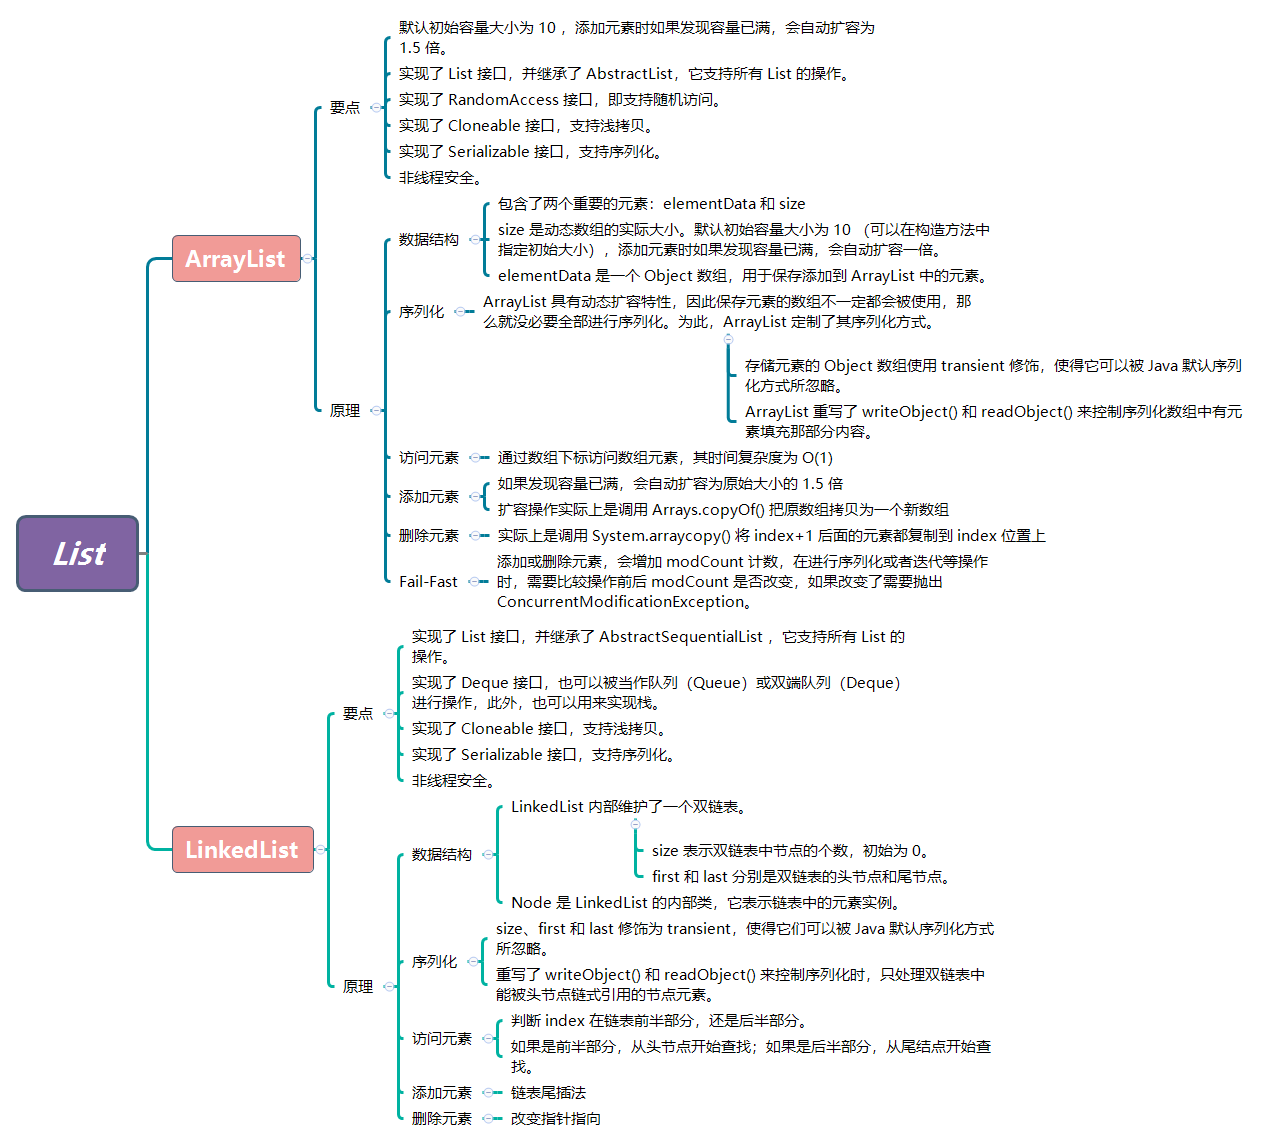 List
ArrayList
要点
默认初始容量大小为 10 ，添加元素时如果发现容量已满，会自动扩容为
1.5 倍。
实现了 List 接口，并继承了 AbstractList，它支持所有 List 的操作。
实现了 RandomAccess 接口，即支持随机访问。
实现了 Cloneable 接口，支持浅拷贝。
实现了 Serializable 接口，支持序列化。
非线程安全。
原理
数据结构
包含了两个重要的元素：elementData 和 size
size 是动态数组的实际大小。默认初始容量大小为 10 （可以在构造方法中
指定初始大小），添加元素时如果发现容量已满，会自动扩容一倍。
elementData 是一个 Object 数组，用于保存添加到 ArrayList 中的元素。
序列化
ArrayList 具有动态扩容特性，因此保存元素的数组不一定都会被使用，那
么就没必要全部进行序列化。为此，ArrayList 定制了其序列化方式。
存储元素的 Object 数组使用 transient 修饰，使得它可以被 Java 默认序列
化方式所忽略。
ArrayList 重写了 writeObject() 和 readObject() 来控制序列化数组中有元
素填充那部分内容。
访问元素
通过数组下标访问数组元素，其时间复杂度为 O(1)
添加元素
如果发现容量已满，会自动扩容为原始大小的 1.5 倍
扩容操作实际上是调用 Arrays.copyOf() 把原数组拷贝为一个新数组
删除元素
实际上是调用 System.arraycopy() 将 index+1 后面的元素都复制到 index 位置上
Fail-Fast
添加或删除元素，会增加 modCount 计数，在进行序列化或者迭代等操作
时，需要比较操作前后 modCount 是否改变，如果改变了需要抛出
ConcurrentModificationException。
LinkedList
要点
实现了 List 接口，并继承了 AbstractSequentialList ，它支持所有 List 的
操作。
实现了 Deque 接口，也可以被当作队列（Queue）或双端队列（Deque）
进行操作，此外，也可以用来实现栈。
实现了 Cloneable 接口，支持浅拷贝。
实现了 Serializable 接口，支持序列化。
非线程安全。
原理
数据结构
LinkedList 内部维护了一个双链表。
size 表示双链表中节点的个数，初始为 0。
first 和 last 分别是双链表的头节点和尾节点。
Node 是 LinkedList 的内部类，它表示链表中的元素实例。
序列化
size、first 和 last 修饰为 transient，使得它们可以被 Java 默认序列化方式
所忽略。
重写了 writeObject() 和 readObject() 来控制序列化时，只处理双链表中
能被头节点链式引用的节点元素。
访问元素
判断 index 在链表前半部分，还是后半部分。
如果是前半部分，从头节点开始查找；如果是后半部分，从尾结点开始查
找。
添加元素
链表尾插法
删除元素
改变指针指向